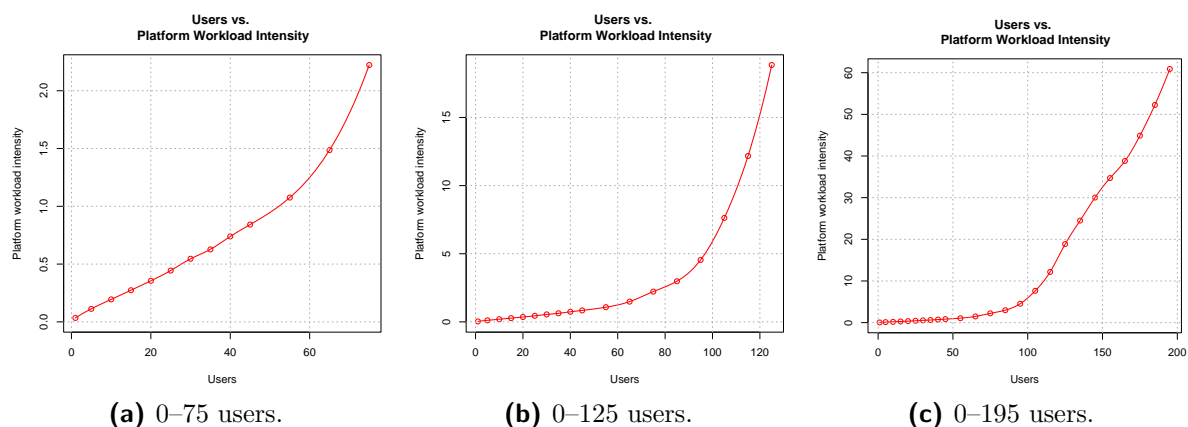 Users vs.
Platform Workload Intensity
Platform workload intensity
0.0
0.5
1.0
1.5
2.0
0
20
40
60
Users
(a) 0–75 users.
Users vs.
Platform Workload Intensity
Platform workload intensity
0
5
10
15
0
20
40
60
80
100
120
Users
(b) 0–125 users.
Users vs.
Platform Workload Intensity
Platform workload intensity
0
10
20
30
40
50
60
0
50
100
150
200
Users
(c) 0–195 users.